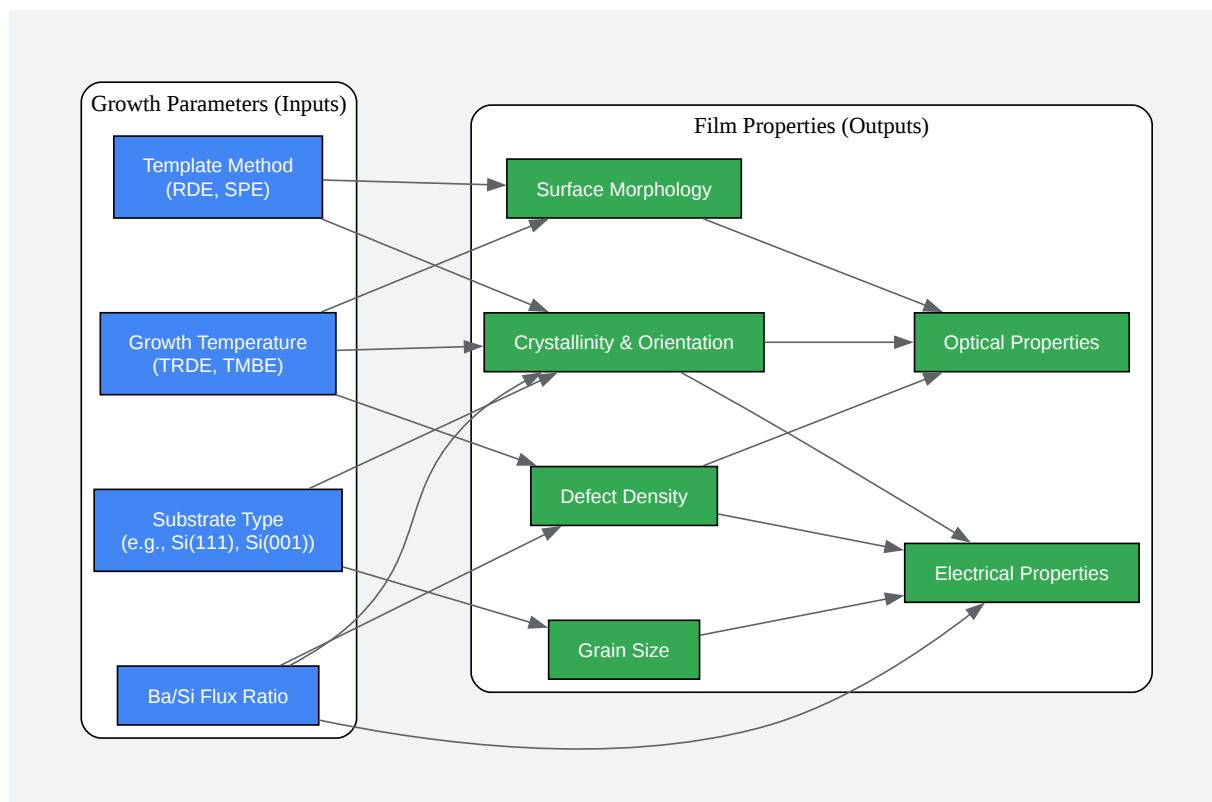 Growth Parameters (Inputs)
Template Method
(RDE, SPE)
Growth Temperature
(TRDE, TMBE)
Substrate Type
(e.g., Si(111), Si(001))
Ba/Si Flux Ratio
Film Properties (Outputs)
Surface Morphology
Crystallinity & Orientation
Defect Density
Grain Size
Optical Properties
Electrical Properties